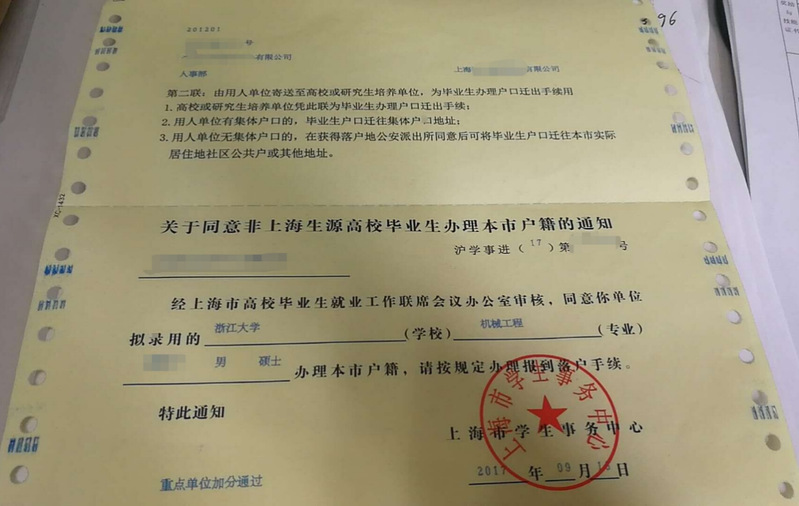 201201
号
有限公司
人事部 上海 有限公司
96
第二联：由用人单位寄送至高校或研究生培养单位，为毕业生办理户口迁出手续用
1. 高校或研究生培养单位凭此联为毕业生办理户口迁出手续；
2. 用人单位有集体户口的，毕业生户口迁往集体户口地址；
3. 用人单位无集体户口的，在获得落户地公安派出所同意后可将毕业生户口迁往本市实际
居住地社区公共户或其他地址。
关于同意非上海生源高校毕业生办理本市户籍的通知
沪学事进（17）第 号
经上海市高校毕业生就业工作联席会议办公室审核，同意你单位
拟录用的 浙江大学 （学校） 机械工程 （专业）
男 硕士 办理本市户籍，请按规定办理报到落户手续。
特此通知
上海市学生事务中心
上海市学生事务中心
2017 年 09 月 日
重点单位加分通过